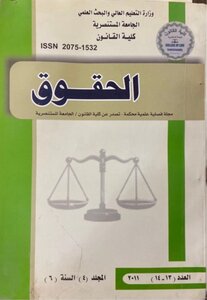 وزارة التعليم العالي والبحث العلمي
الجامعة المستنصرية
كلية القانون
ISSN 2075-1532
الحقوق
مجلة فصلية علمية محكمة - تصدر عن كلية القانون / الجامعة المستنصرية
العدد (١٣-١٤) ٢٠١١
المجلد (٤) السنة (٦)